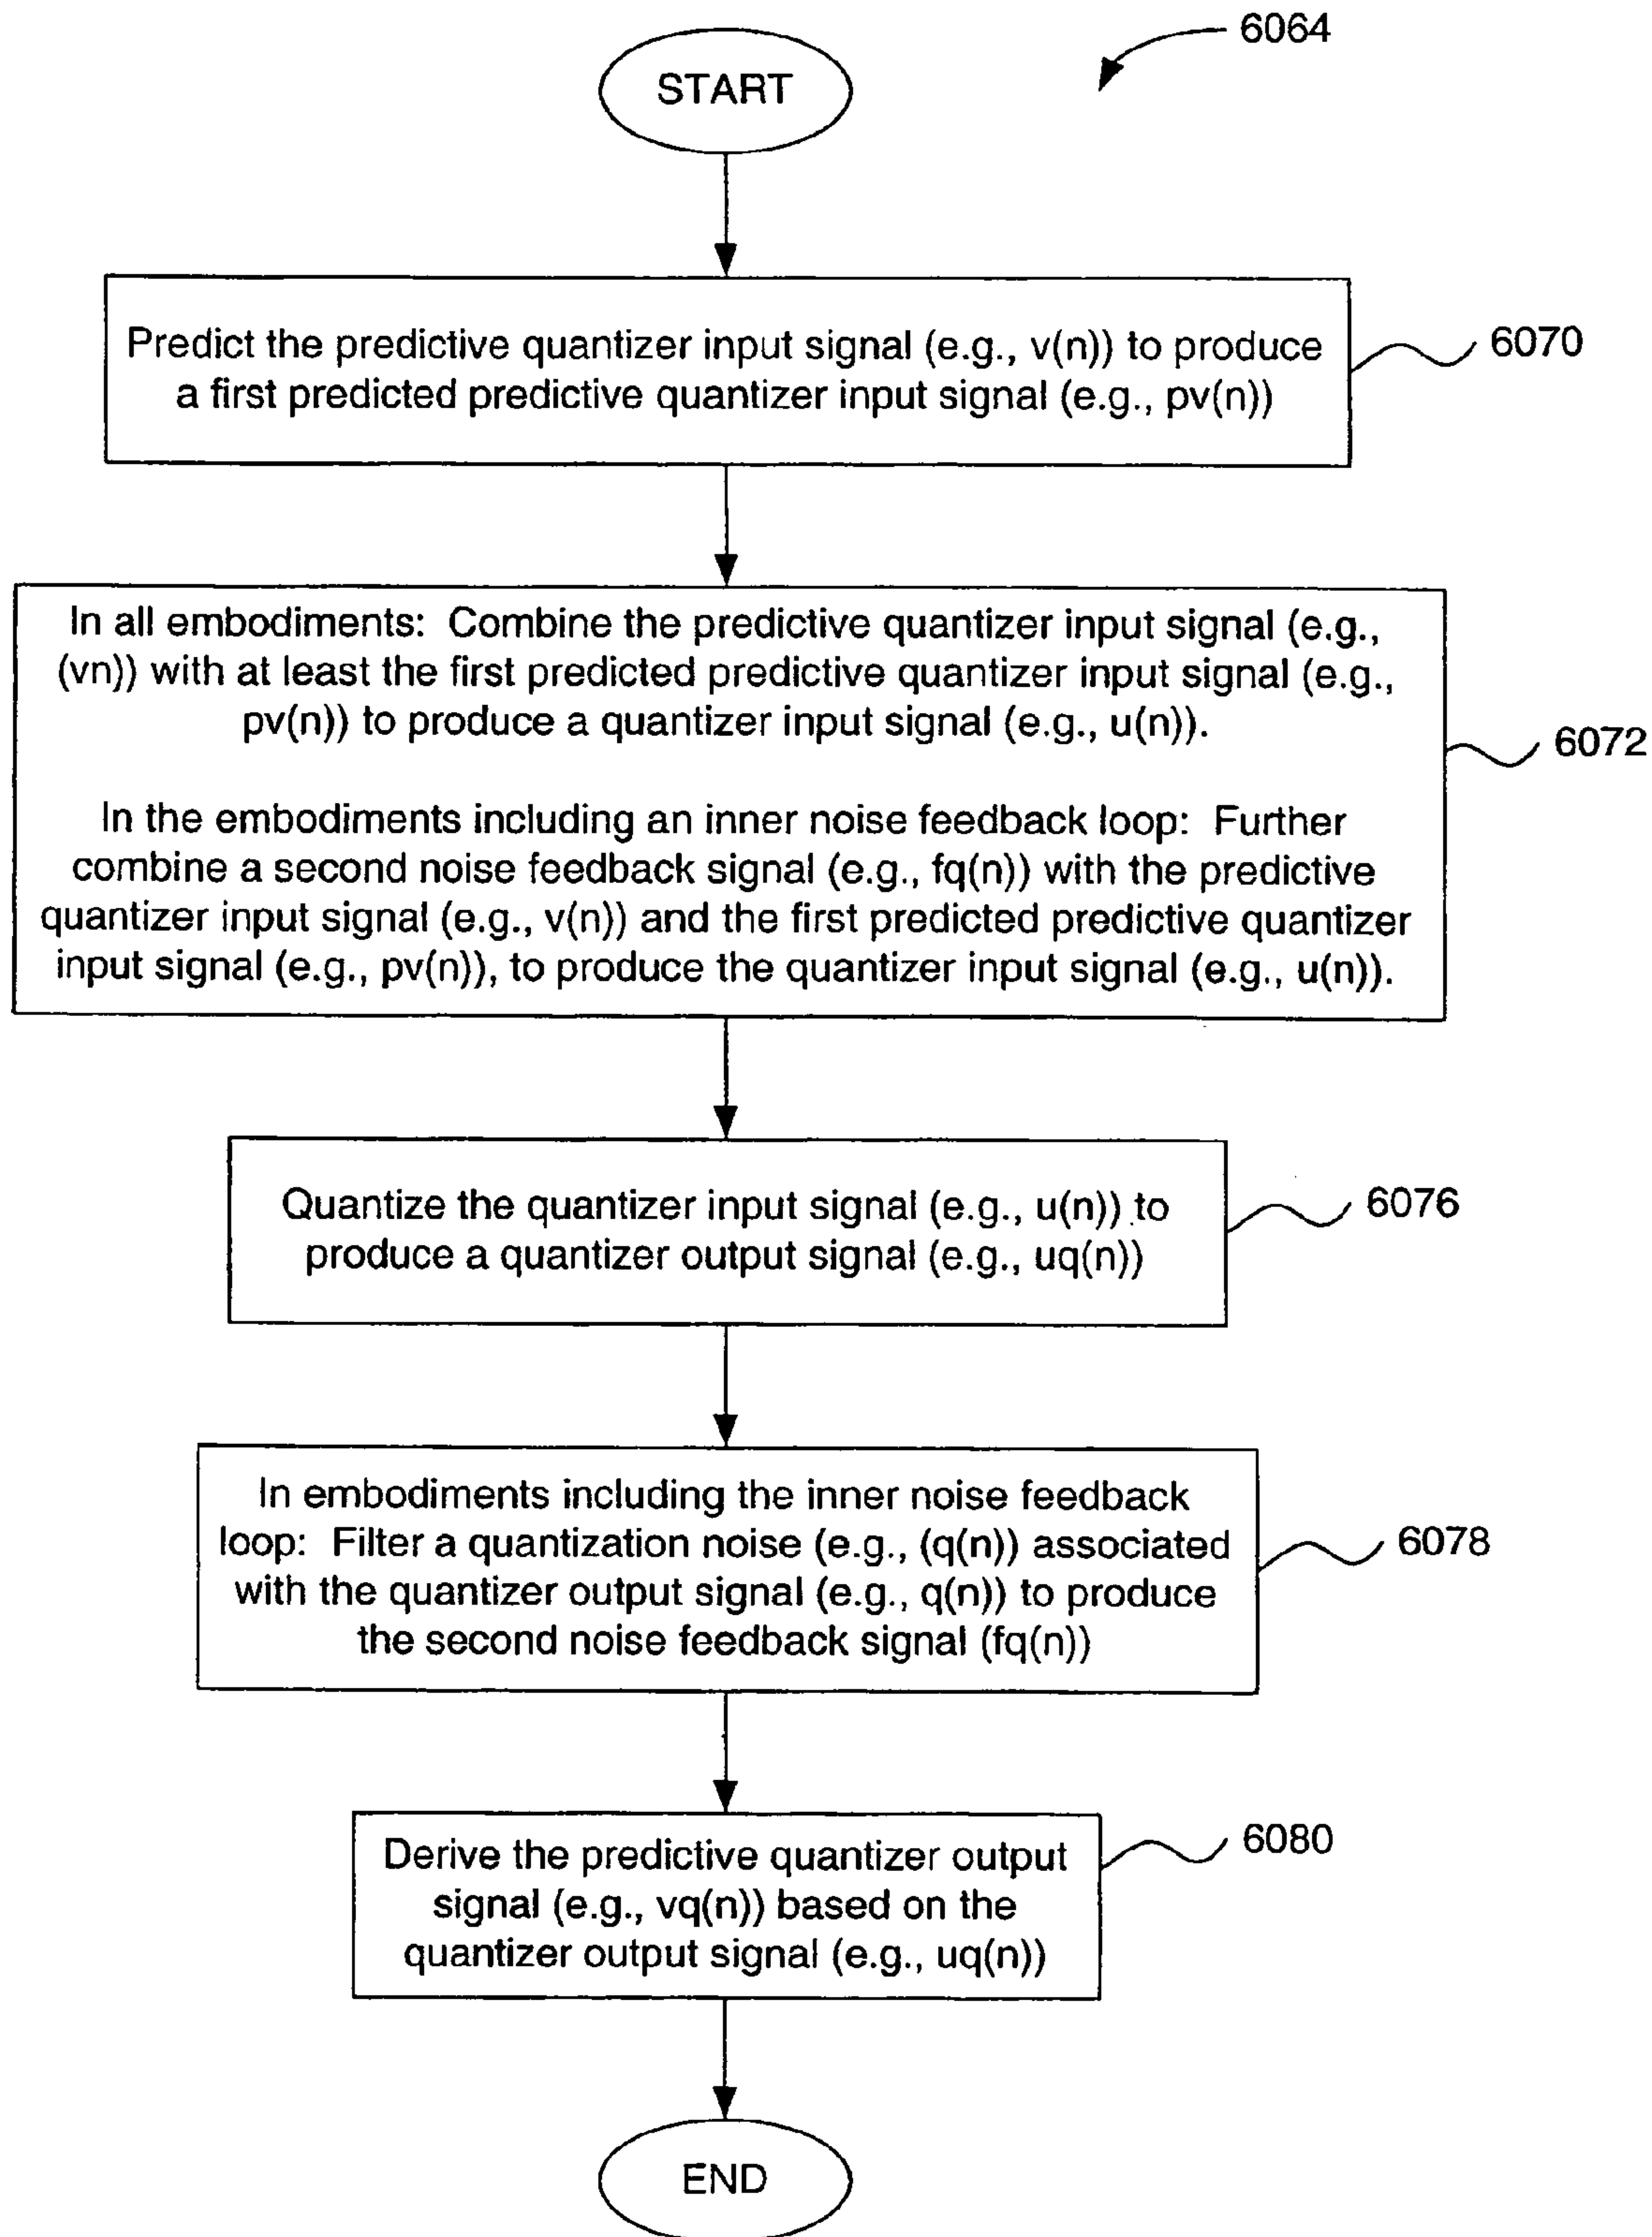 6064
START
Predict the predictive quantizer input signal (e.g., v(n)) to produce
a first predicted predictive quantizer input signal (e.g., pv(n))
6070
In all embodiments: Combine the predictive quantizer input signal (e.g.,
(vn)) with at least the first predicted predictive quantizer input signal (e.g.,
pv(n)) to produce a quantizer input signal (e.g., u(n)).
In the embodiments including an inner noise feedback loop: Further
combine a second noise feedback signal (e.g., fq(n)) with the predictive
quantizer input signal (e.g., v(n)) and the first predicted predictive quantizer
input signal (e.g., pv(n)), to produce the quantizer input signal (e.g., u(n)).
6072
Quantize the quantizer input signal (e.g., u(n)) to
produce a quantizer output signal (e.g., uq(n))
6076
In embodiments including the inner noise feedback
loop: Filter a quantization noise (e.g., (q(n)) associated
with the quantizer output signal (e.g., q(n)) to produce
the second noise feedback signal (fq(n))
6078
Derive the predictive quantizer output
signal (e.g., vq(n)) based on the
quantizer output signal (e.g., uq(n))
6080
END